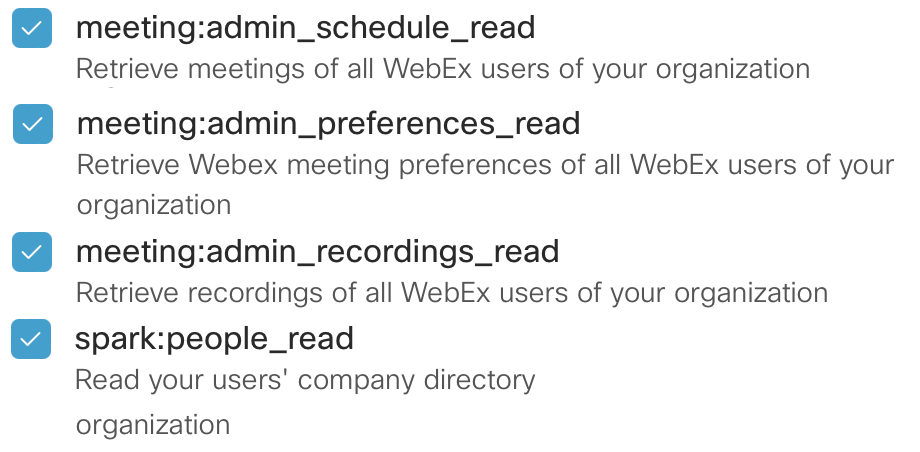 meeting:admin_schedule_read
Retrieve meetings of all WebEx users of your organization
meeting:admin_preferences_read
Retrieve Webex meeting preferences of all WebEx users of your
organization
meeting:admin_recordings_read
Retrieve recordings of all WebEx users of your organization
spark:people_read
Read your users' company directory
organization